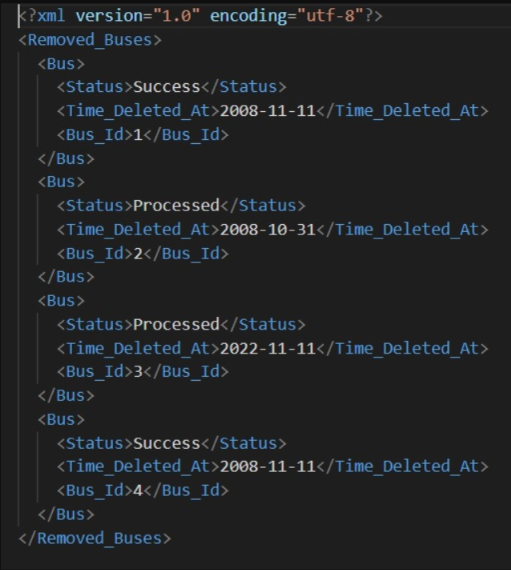 <?xml version="1.0" encoding="utf-8"?>
<Removed_Buses>
<Bus>
<Status>Success</Status>
<Time_Deleted_At>2008-11-11</Time_Deleted_At>
<Bus_Id>1</Bus_Id>
</Bus>
<Bus>
<Status>Processed</Status>
<Time_Deleted_At>2008-10-31</Time_Deleted_At>
<Bus_Id>2</Bus_Id>
</Bus>
<Bus>
<Status>Processed</Status>
<Time_Deleted_At>2022-11-11</Time_Deleted_At>
<Bus_Id>3</Bus_Id>
</Bus>
<Bus>
<Status>Success</Status>
<Time_Deleted_At>2008-11-11</Time_Deleted_At>
<Bus_Id>4</Bus_Id>
</Bus>
</Removed_Buses>